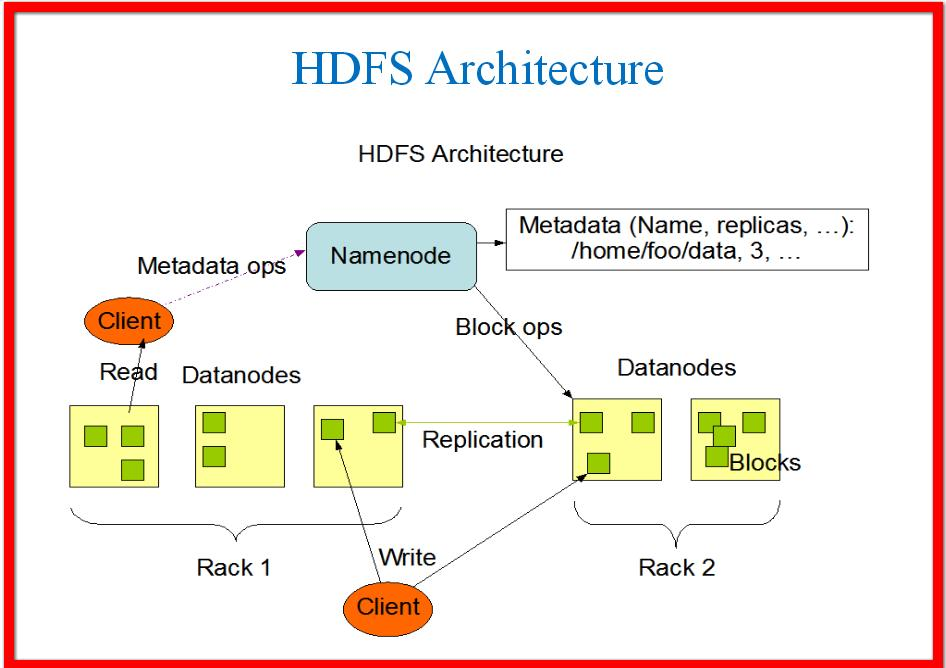 HDFS Architecture
HDFS Architecture
Metadata (Name, replicas, …):
/home/foo/data, 3, …
Namenode
Metadata ops
Client
Block ops
Read
Datanodes
Datanodes
Replication
Blocks
Rack 1
Write
Rack 2
Client